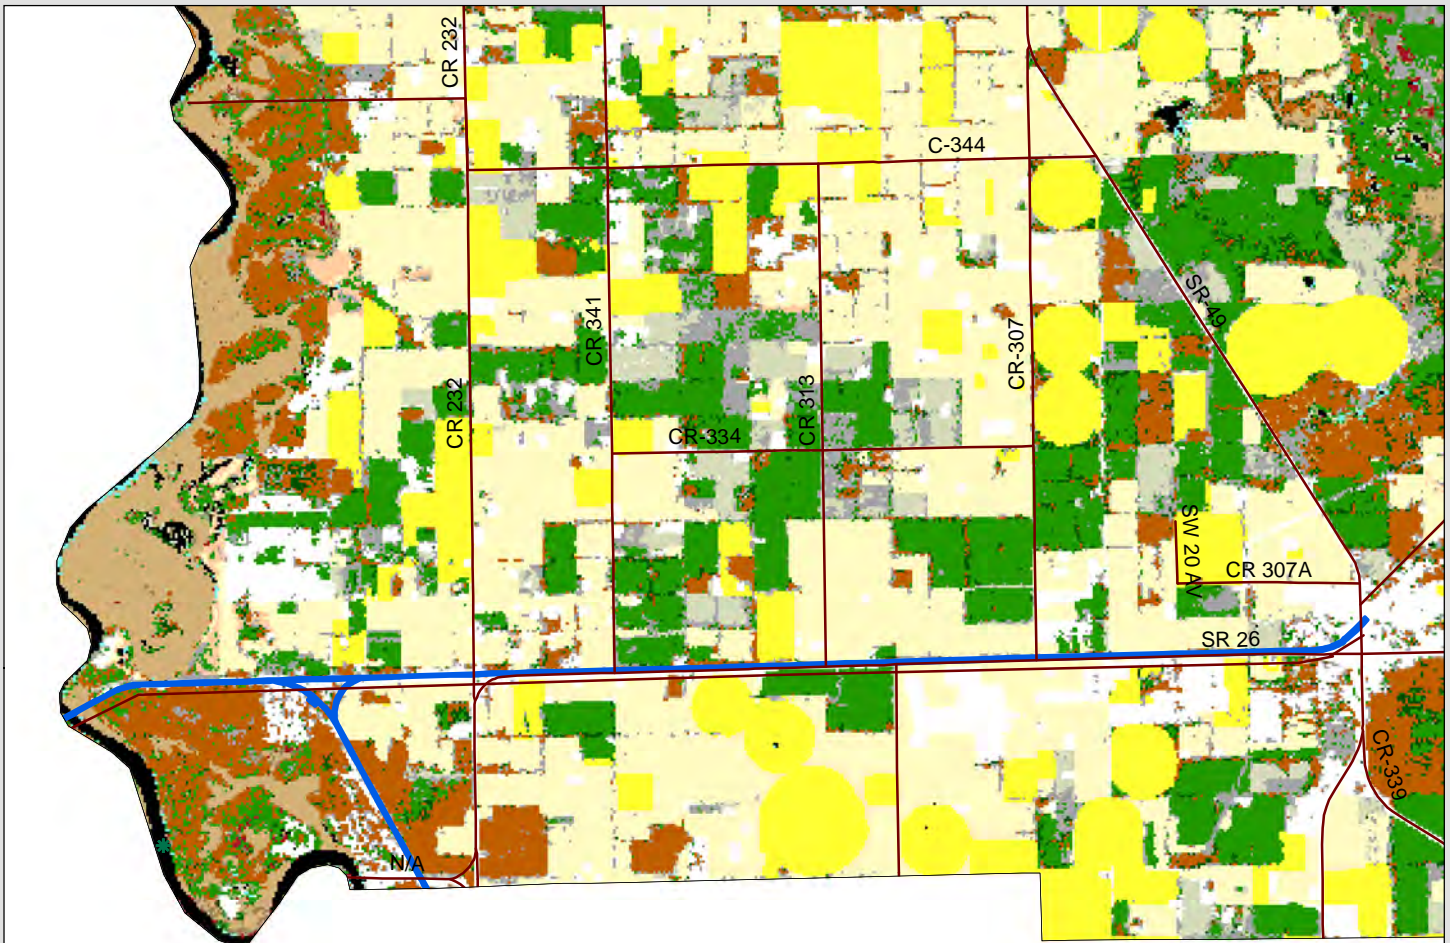 CR 232
C-344
SR-49
CR 341
CR-307
CR 232
CR 313
CR-334
SW 20 AV
CR 307A
SR 26
CR-339
N/A